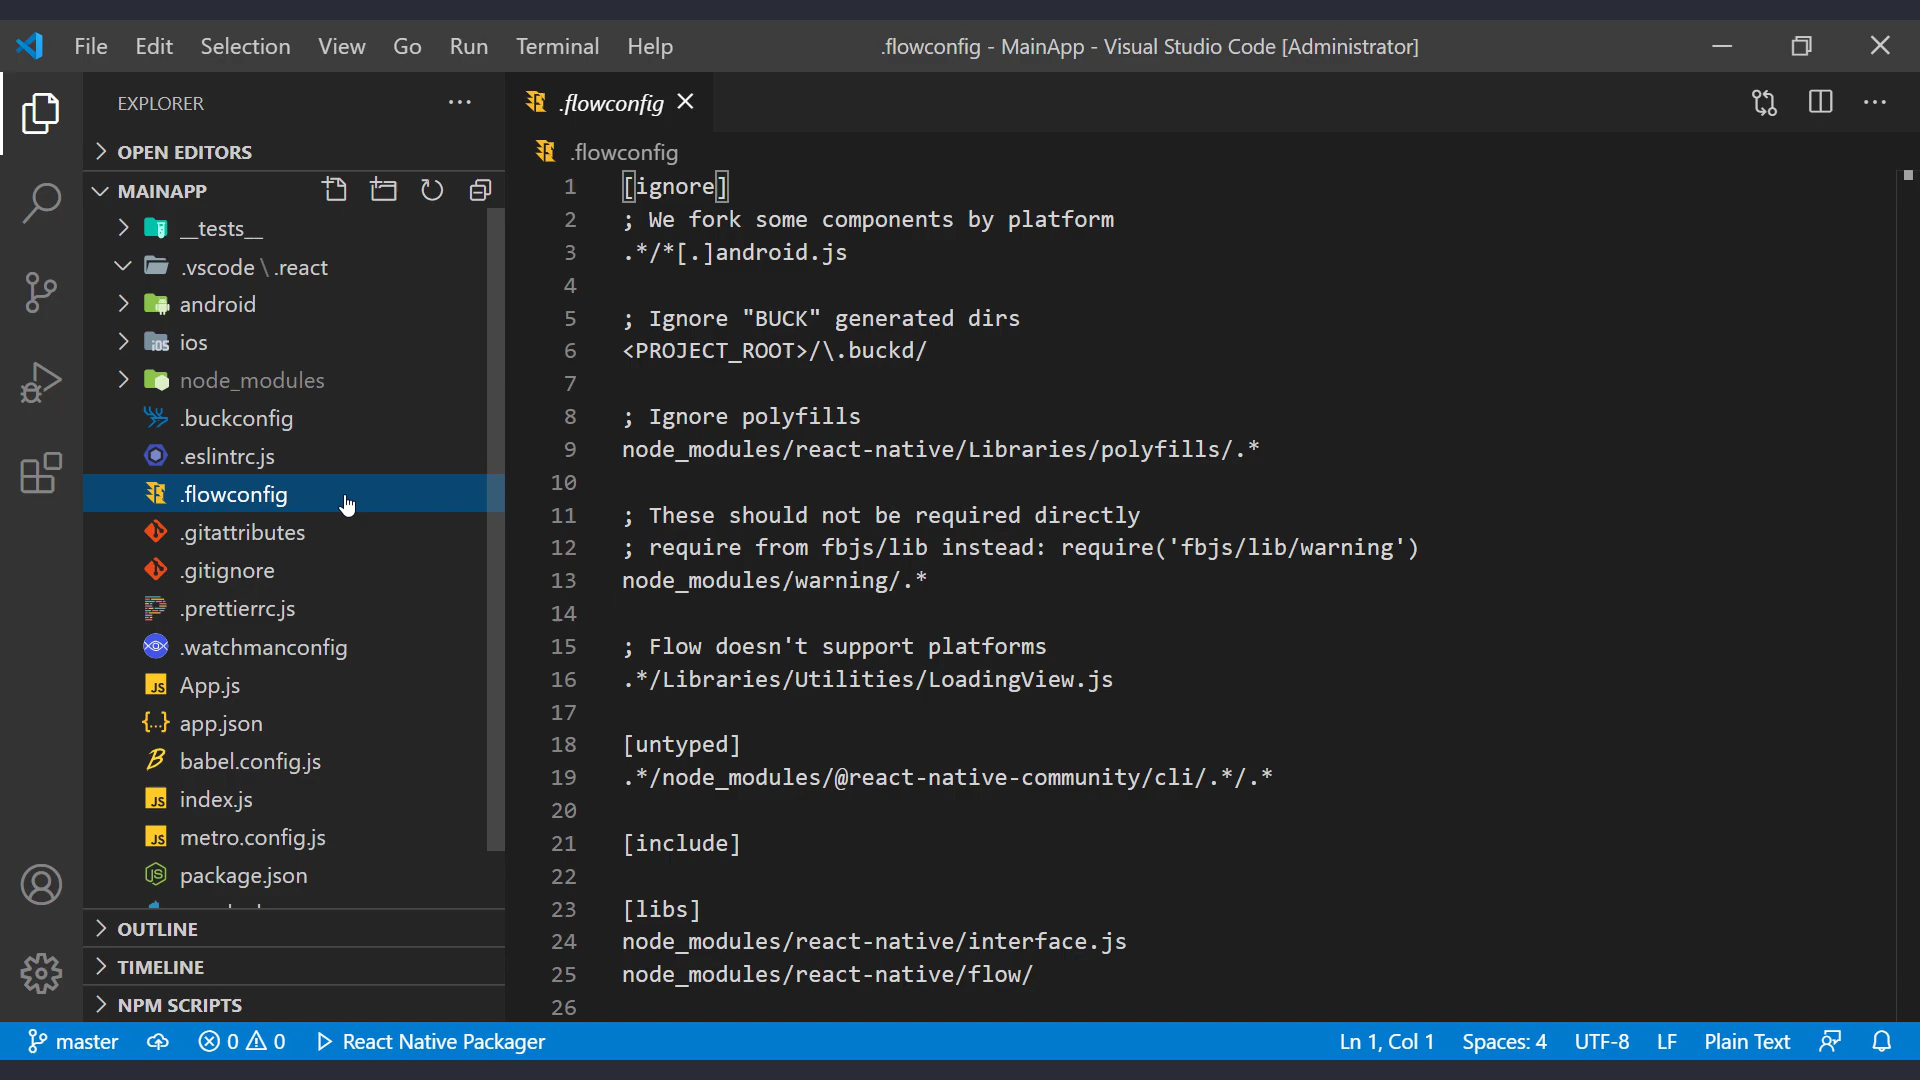 File Edit Selection View Go Run Terminal Help
.flowconfig - MainApp - Visual Studio Code [Administrator]
EXPLORER
OPEN EDITORS
MAINAPP
__tests__
.vscode \ .react
android
ios
node_modules
.buckconfig
.eslintrc.js
.flowconfig
.gitattributes
.gitignore
.prettierrc.js
.watchmanconfig
App.js
app.json
babel.config.js
index.js
metro.config.js
package.json
OUTLINE
TIMELINE
NPM SCRIPTS
.flowconfig
.flowconfig
1 [ignore]
2 ; We fork some components by platform
3 .*/*[.]android.js
4
5 ; Ignore "BUCK" generated dirs
6 <PROJECT_ROOT>/\.buckd/
7
8 ; Ignore polyfills
9 node_modules/react-native/Libraries/polyfills/.*
10
11 ; These should not be required directly
12 ; require from fbjs/lib instead: require('fbjs/lib/warning')
13 node_modules/warning/.*
14
15 ; Flow doesn't support platforms
16 .*/Libraries/Utilities/LoadingView.js
17
18 [untyped]
19 .*/node_modules/@react-native-community/cli/.*/.*
20
21 [include]
22
23 [libs]
24 node_modules/react-native/interface.js
25 node_modules/react-native/flow/
26
master 0 0 React Native Packager Ln 1, Col 1 Spaces: 4 UTF-8 LF Plain Text